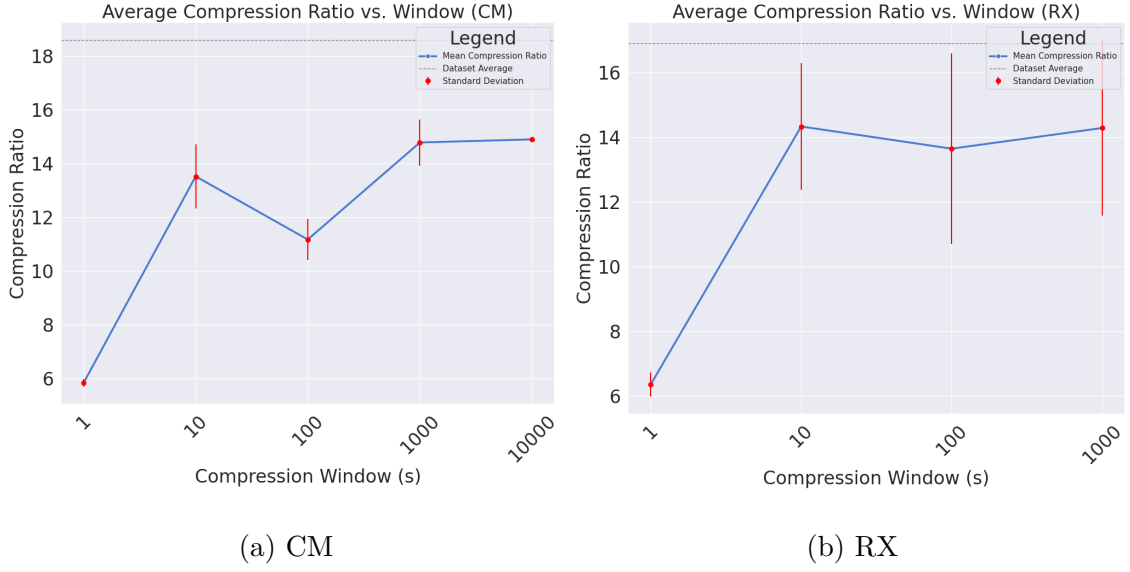 Average Compression Ratio vs. Window (CM)
Legend
Mean Compression Ratio
Dataset Average
Standard Deviation
Compression Ratio
18
16
14
12
10
8
6
1
10
100
1000
10000
Compression Window (s)
(a) CM
Average Compression Ratio vs. Window (RX)
Legend
Mean Compression Ratio
Dataset Average
Standard Deviation
Compression Ratio
16
14
12
10
8
6
1
10
100
1000
Compression Window (s)
(b) RX